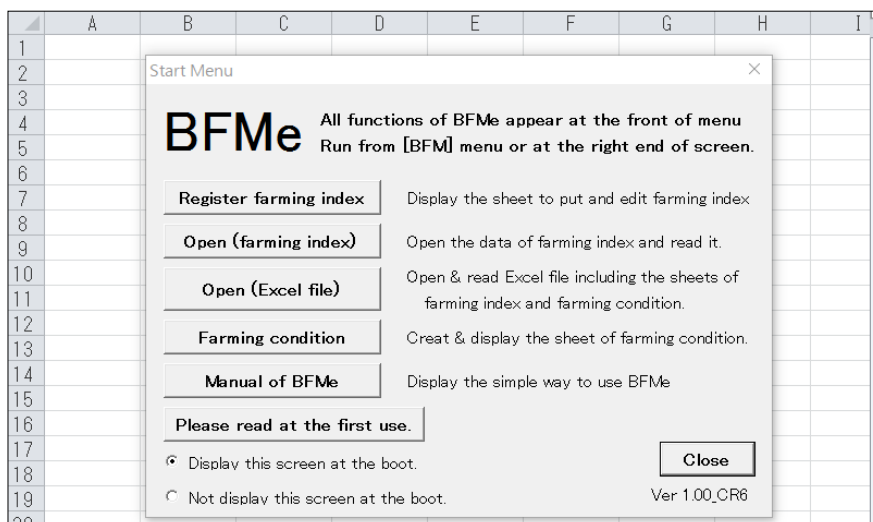 A B C D E F G H I
1
2
3
4
5
6
7
8
9
10
11
12
13
14
15
16
17
18
19
20
Start Menu
BFMe
All functions of BFMe appear at the front of menu
Run from [BFM] menu or at the right end of screen.
Register farming index Display the sheet to put and edit farming index
Open (farming index) Open the data of farming index and read it.
Open (Excel file) Open & read Excel file including the sheets of
farming index and farming condition.
Farming condition Creat & display the sheet of farming condition.
Manual of BFMe Display the simple way to use BFMe
Please read at the first use.
Display this screen at the boot.
Close
Not display this screen at the boot. Ver 1.00_CR6